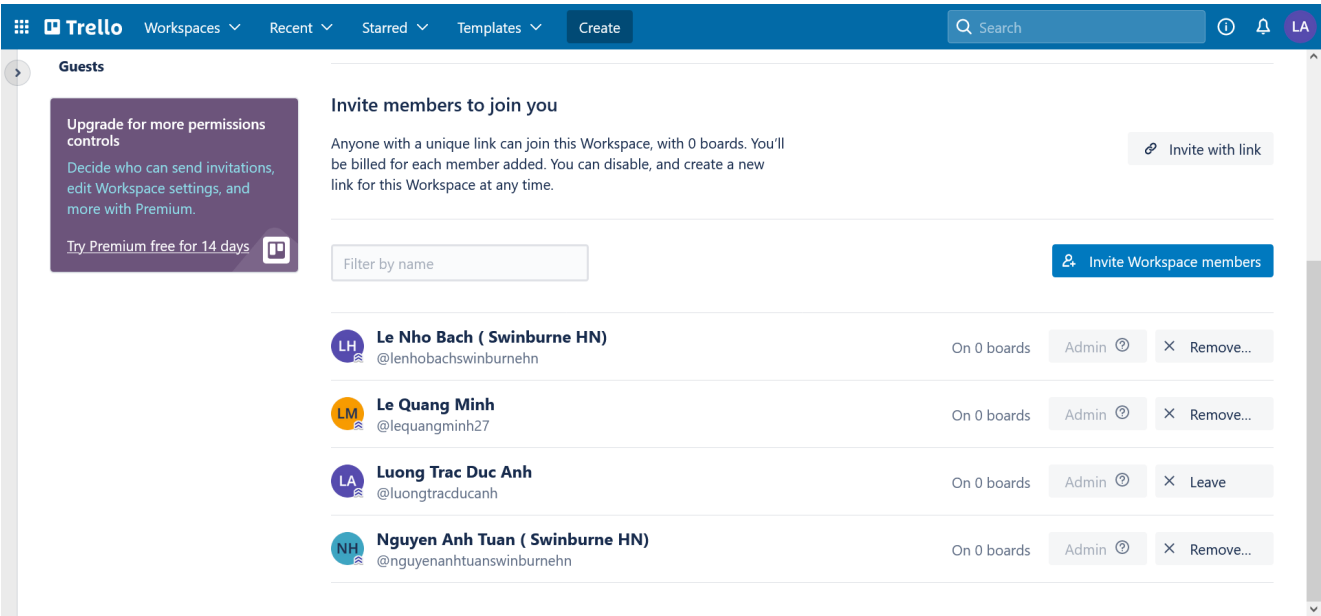 Trello Workspaces Recent Starred Templates Create Search LA
Guests
Upgrade for more permissions
controls
Decide who can send invitations,
edit Workspace settings, and
more with Premium.
Try Premium free for 14 days
Invite members to join you
Anyone with a unique link can join this Workspace, with 0 boards. You’ll
be billed for each member added. You can disable, and create a new
link for this Workspace at any time.
Invite with link
Filter by name
Invite Workspace members
LH Le Nho Bach ( Swinburne HN)
@lenhobachswinburnehn
On 0 boards Admin Remove...
LM Le Quang Minh
@lequangminh27
On 0 boards Admin Remove...
LA Luong Trac Duc Anh
@luongtracducanh
On 0 boards Admin Leave
NH Nguyen Anh Tuan ( Swinburne HN)
@nguyenanhtuanswinburnehn
On 0 boards Admin Remove...